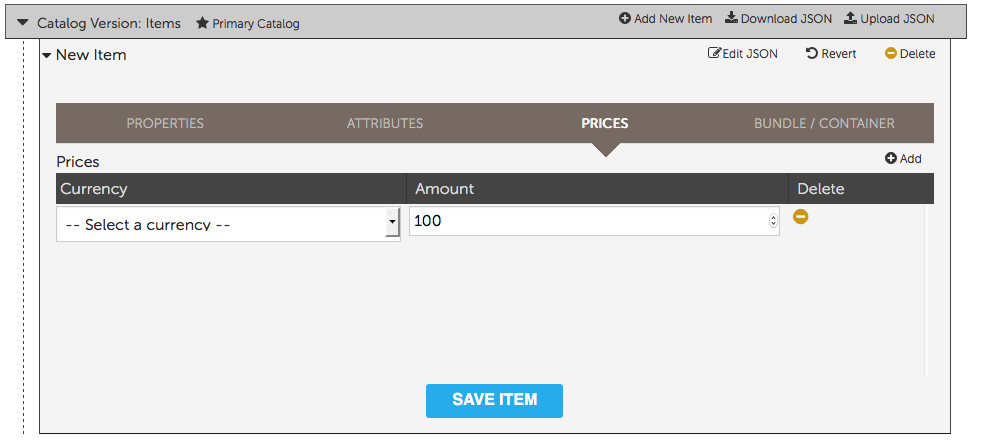 Catalog Version: Items Primary Catalog Add New Item Download JSON Upload JSON
New Item Edit JSON Revert Delete
PROPERTIES ATTRIBUTES PRICES BUNDLE / CONTAINER
Prices Add
Currency Amount Delete
-- Select a currency -- 100
SAVE ITEM